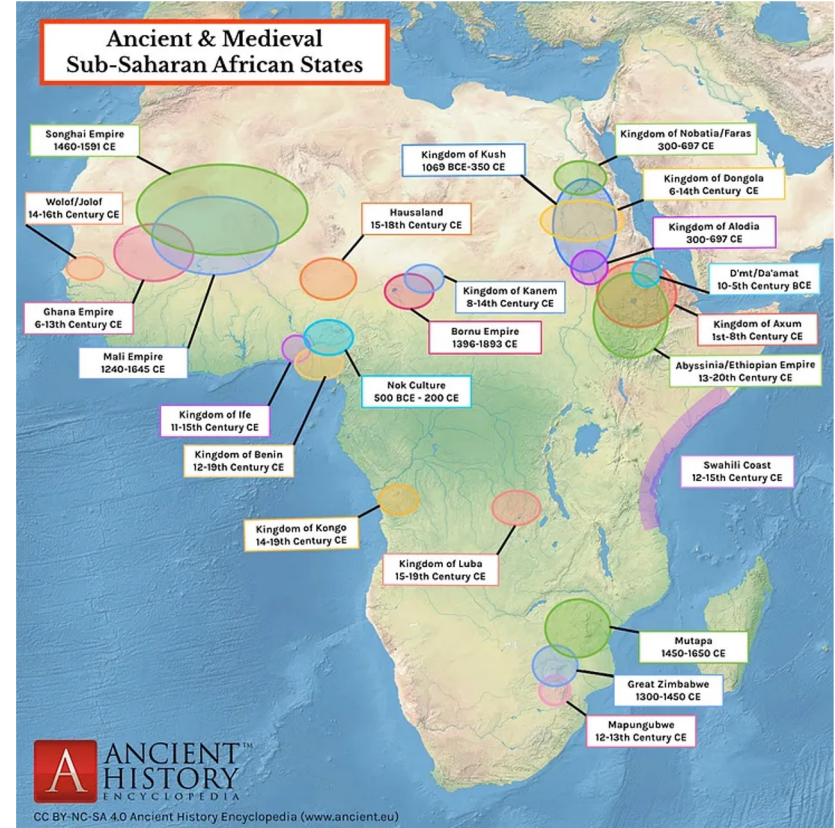 Ancient & Medieval
Sub-Saharan African States
Songhai Empire
1460-1591 CE
Kingdom of Nobatia/Faras
300-697 CE
Kingdom of Kush
1069 BCE-350 CE
Kingdom of Dongola
6-14th Century CE
Wolof/Jolof
14-16th Century CE
Hausaland
15-18th Century CE
Kingdom of Alodia
300-697 CE
D'mt/Da'amat
10-5th Century BCE
Kingdom of Kanem
8-14th Century CE
Ghana Empire
6-13th Century CE
Bornu Empire
1396-1893 CE
Kingdom of Axum
1st-8th Century CE
Mali Empire
1240-1645 CE
Abyssinia/Ethiopian Empire
13-20th Century CE
Nok Culture
500 BCE - 200 CE
Kingdom of Ife
11-15th Century CE
Kingdom of Benin
12-19th Century CE
Swahili Coast
12-15th Century CE
Kingdom of Kongo
14-19th Century CE
Kingdom of Luba
15-19th Century CE
Mutapa
1450-1650 CE
Great Zimbabwe
1300-1450 CE
Mapungubwe
12-13th Century CE
A
ANCIENT™
HISTORY
ENCYCLOPEDIA
CC BY-NC-SA 4.0 Ancient History Encyclopedia (www.ancient.eu)